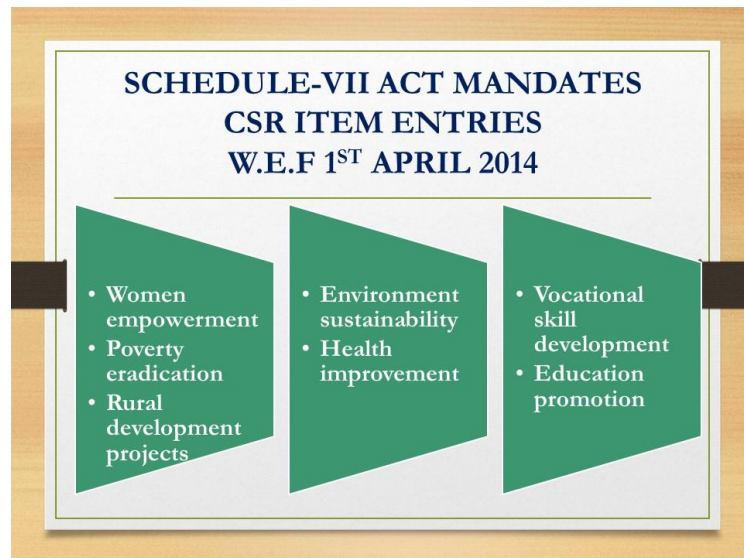 SCHEDULE-VII ACT MANDATES
CSR ITEM ENTRIES
W.E.F 1ST APRIL 2014
• Women
empowerment
• Poverty
eradication
• Rural
development
projects
• Environment
sustainability
• Health
improvement
• Vocational
skill
development
• Education
promotion